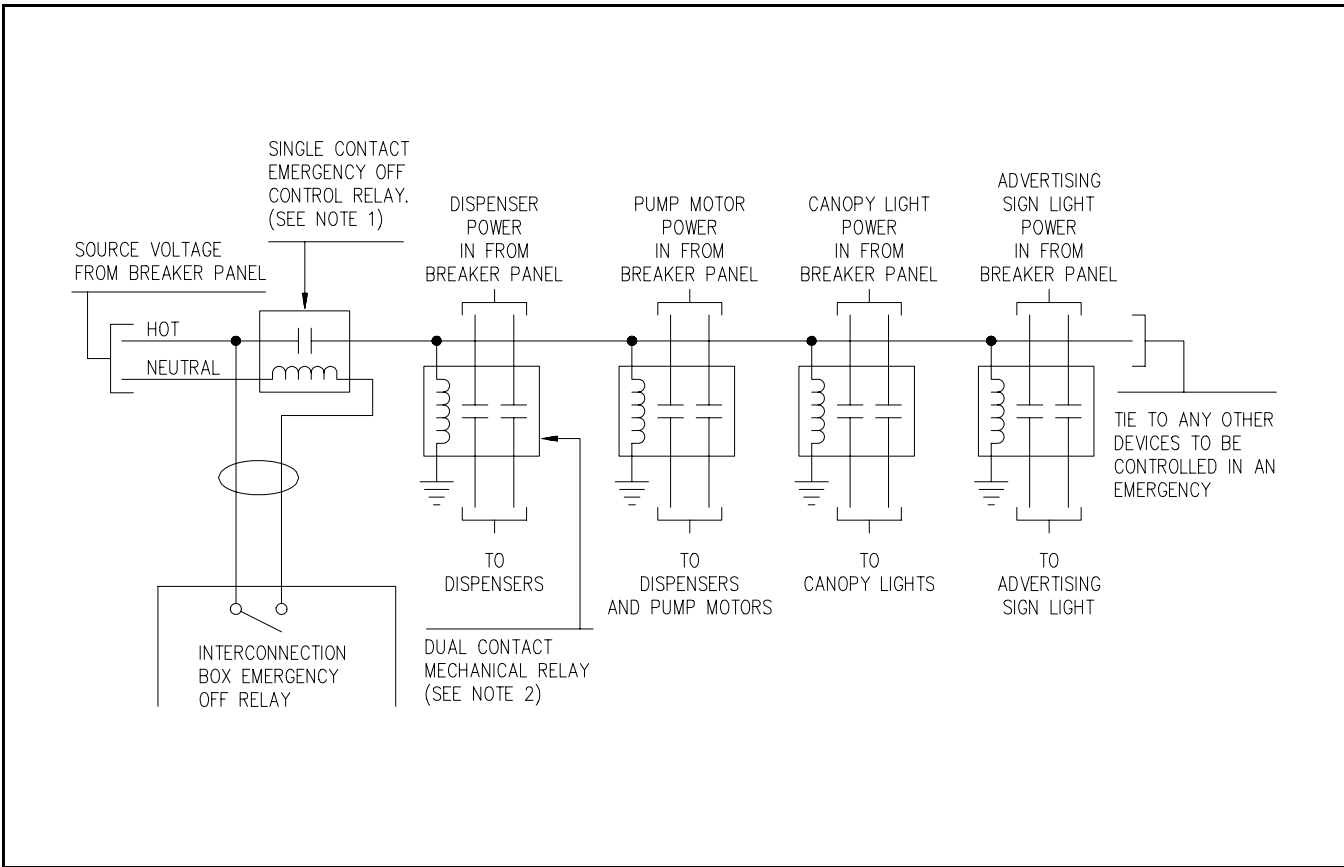 SINGLE CONTACT
EMERGENCY OFF
CONTROL RELAY.
(SEE NOTE 1)
SOURCE VOLTAGE
FROM BREAKER PANEL
HOT
NEUTRAL
DISPENSER
POWER
IN FROM
BREAKER PANEL
PUMP MOTOR
POWER
IN FROM
BREAKER PANEL
CANOPY LIGHT
POWER
IN FROM
BREAKER PANEL
ADVERTISING
SIGN LIGHT
POWER
IN FROM
BREAKER PANEL
TIE TO ANY OTHER
DEVICES TO BE
CONTROLLED IN AN
EMERGENCY
TO
DISPENSERS
TO
DISPENSERS
AND PUMP MOTORS
TO
CANOPY LIGHTS
TO
ADVERTISING
SIGN LIGHT
INTERCONNECTION
BOX EMERGENCY
OFF RELAY
DUAL CONTACT
MECHANICAL RELAY
(SEE NOTE 2)